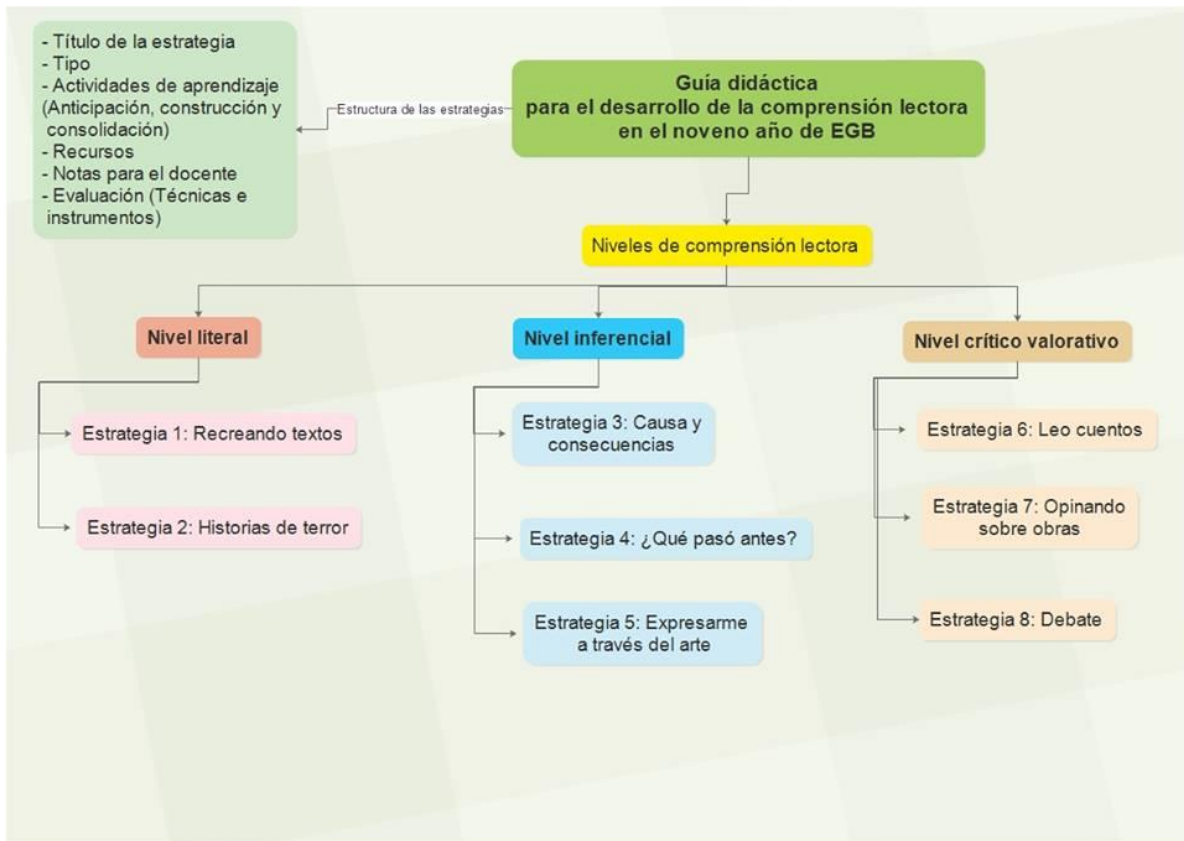 - Título de la estrategia
- Tipo
- Actividades de aprendizaje
(Anticipación, construcción y
consolidación)
- Recursos
- Notas para el docente
- Evaluación (Técnicas e
instrumentos)
Estructura de las estrategias
Guía didáctica
para el desarrollo de la comprensión lectora
en el noveno año de EGB
Niveles de comprensión lectora
Nivel literal
Estrategia 1: Recreando textos
Estrategia 2: Historias de terror
Nivel inferencial
Estrategia 3: Causa y
consecuencias
Estrategia 4: ¿Qué pasó antes?
Estrategia 5: Expresarme
a través del arte
Nivel crítico valorativo
Estrategia 6: Leo cuentos
Estrategia 7: Opinando
sobre obras
Estrategia 8: Debate